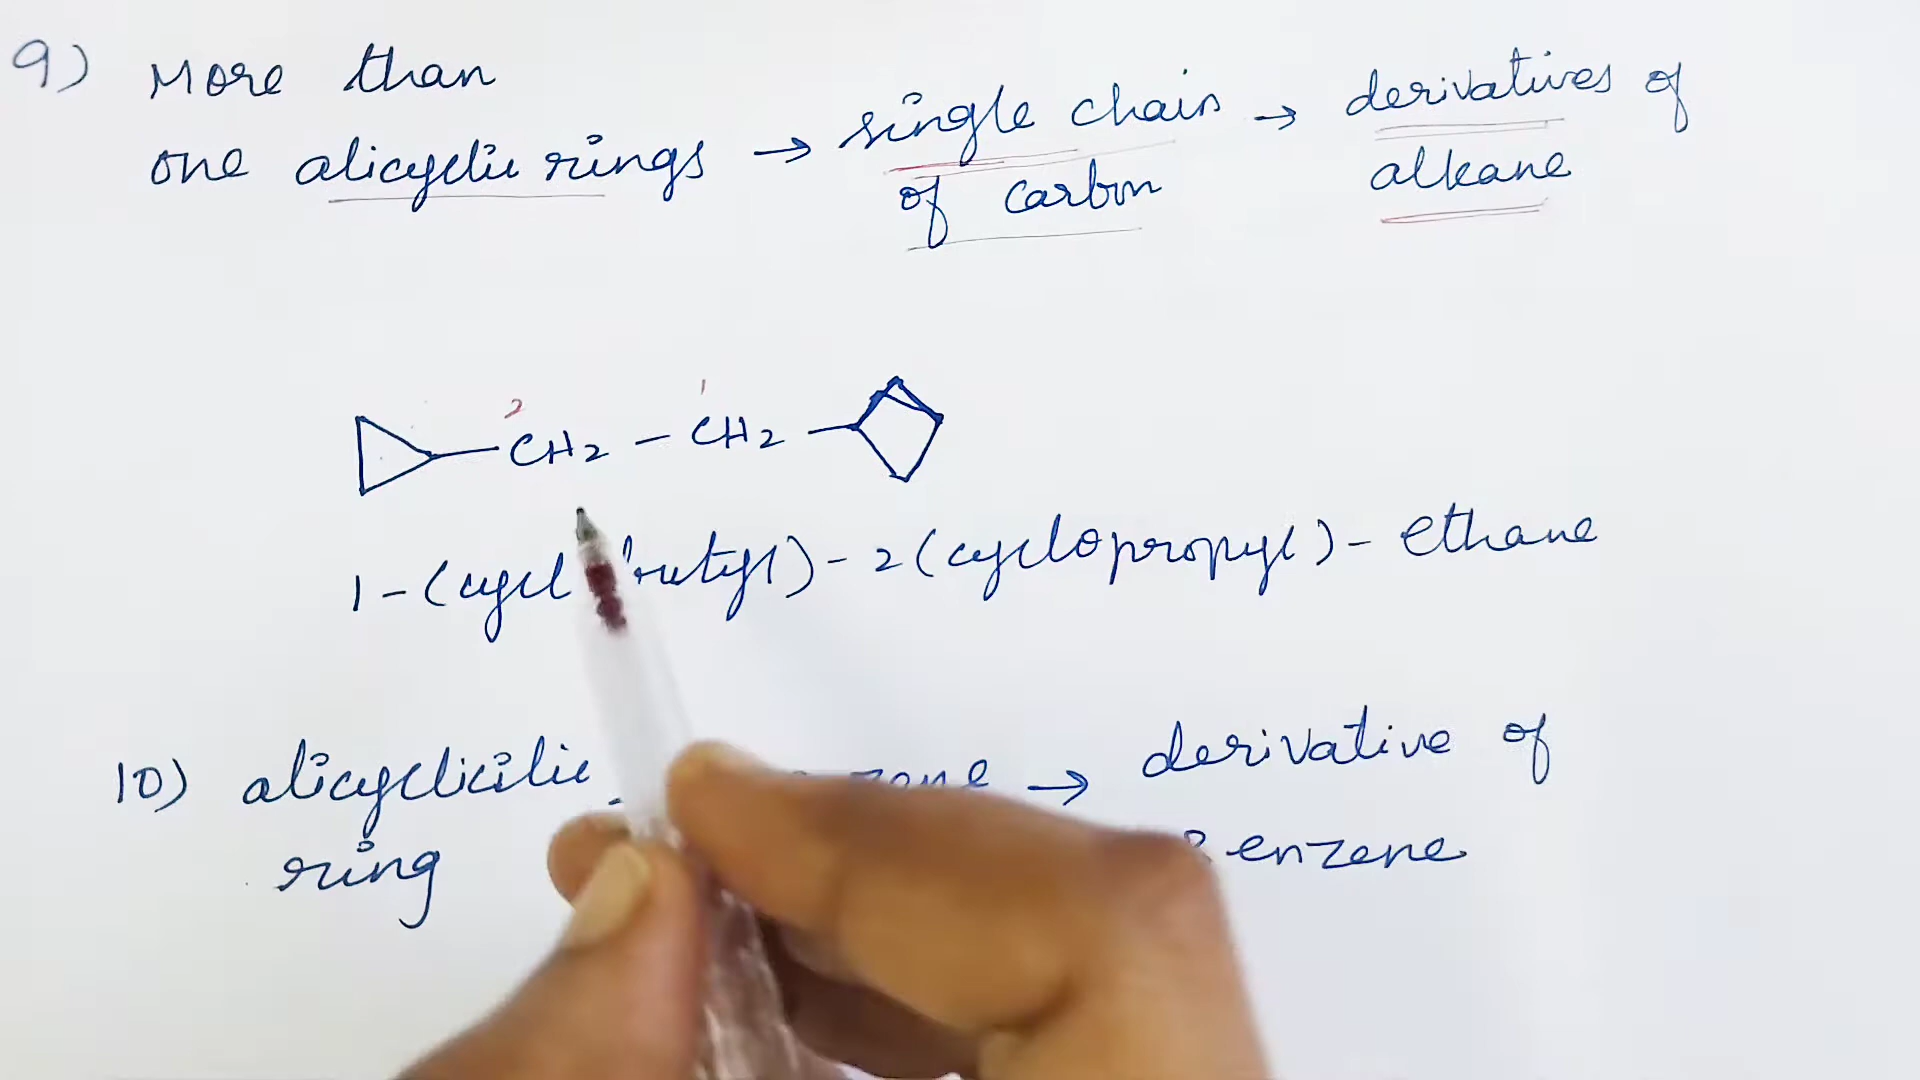 9) More than
one alicyclic rings → single chain → derivatives of
of carbon alkane
2 1
CH2 - CH2
1-(cycl butyl)-2(cyclopropyl)-ethane
10) alicyclicilic → derivative of
ring enzene